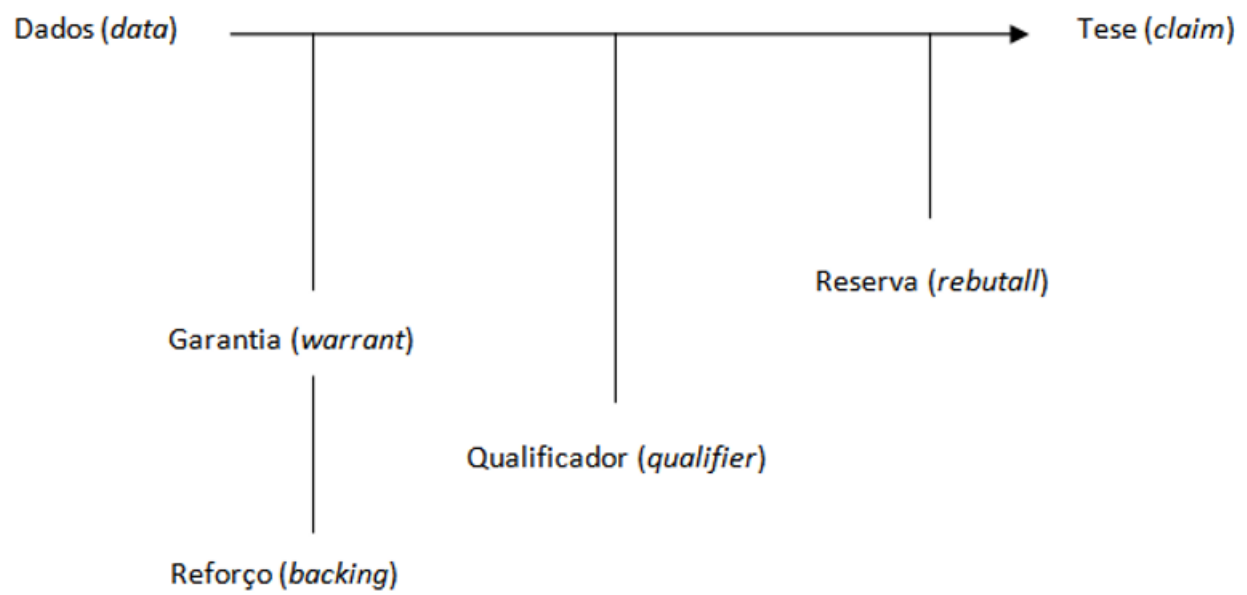 Dados (data)
Tese (claim)
Reserva (rebutall)
Garantia (warrant)
Qualificador (qualifier)
Reforço (backing)